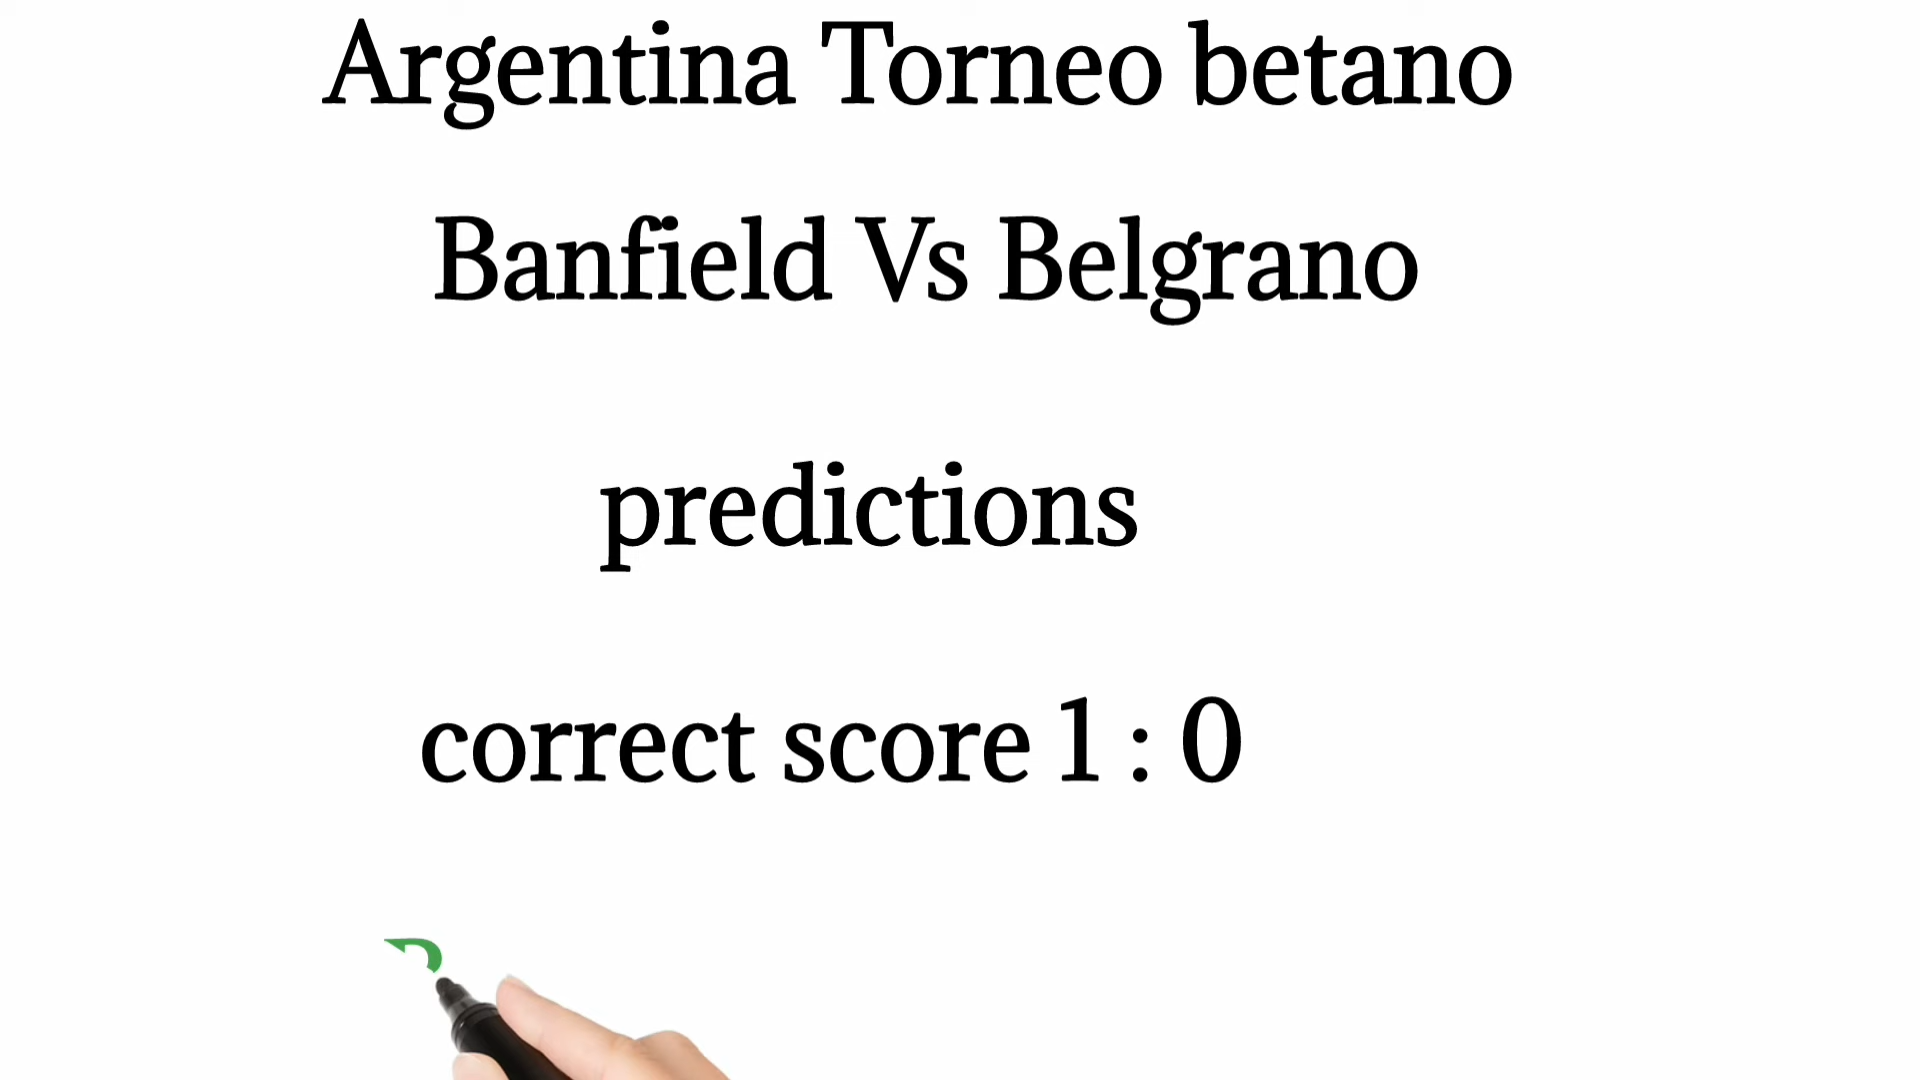 Argentina Torneo betano
Banfield Vs Belgrano
predictions
correct score 1 : 0